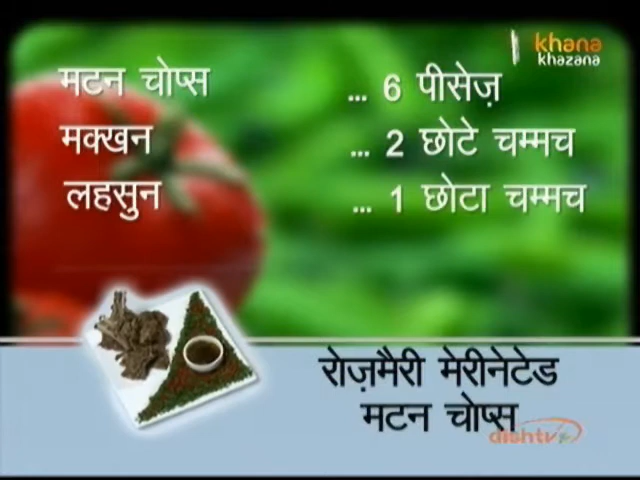 khana
khazana
मटन चोप्स ... 6 पीसेज़
मक्खन ... 2 छोटे चम्मच
लहसुन ... 1 छोटा चम्मच
रोज़मैरी मेरीनेटेड
मटन चोप्स
dishtv